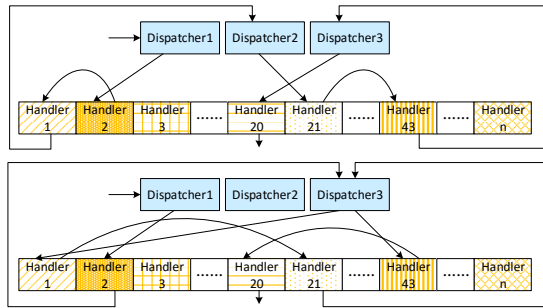 Dispatcher1 Dispatcher2 Dispatcher3
Handler Handler Handler Handler Handler Handler Handler
1 2 3 ...... 20 21 ...... 43 ...... n
Dispatcher1 Dispatcher2 Dispatcher3
Handler Handler Handler Handler Handler Handler Handler
1 2 3 ...... 20 21 ...... 43 ...... n